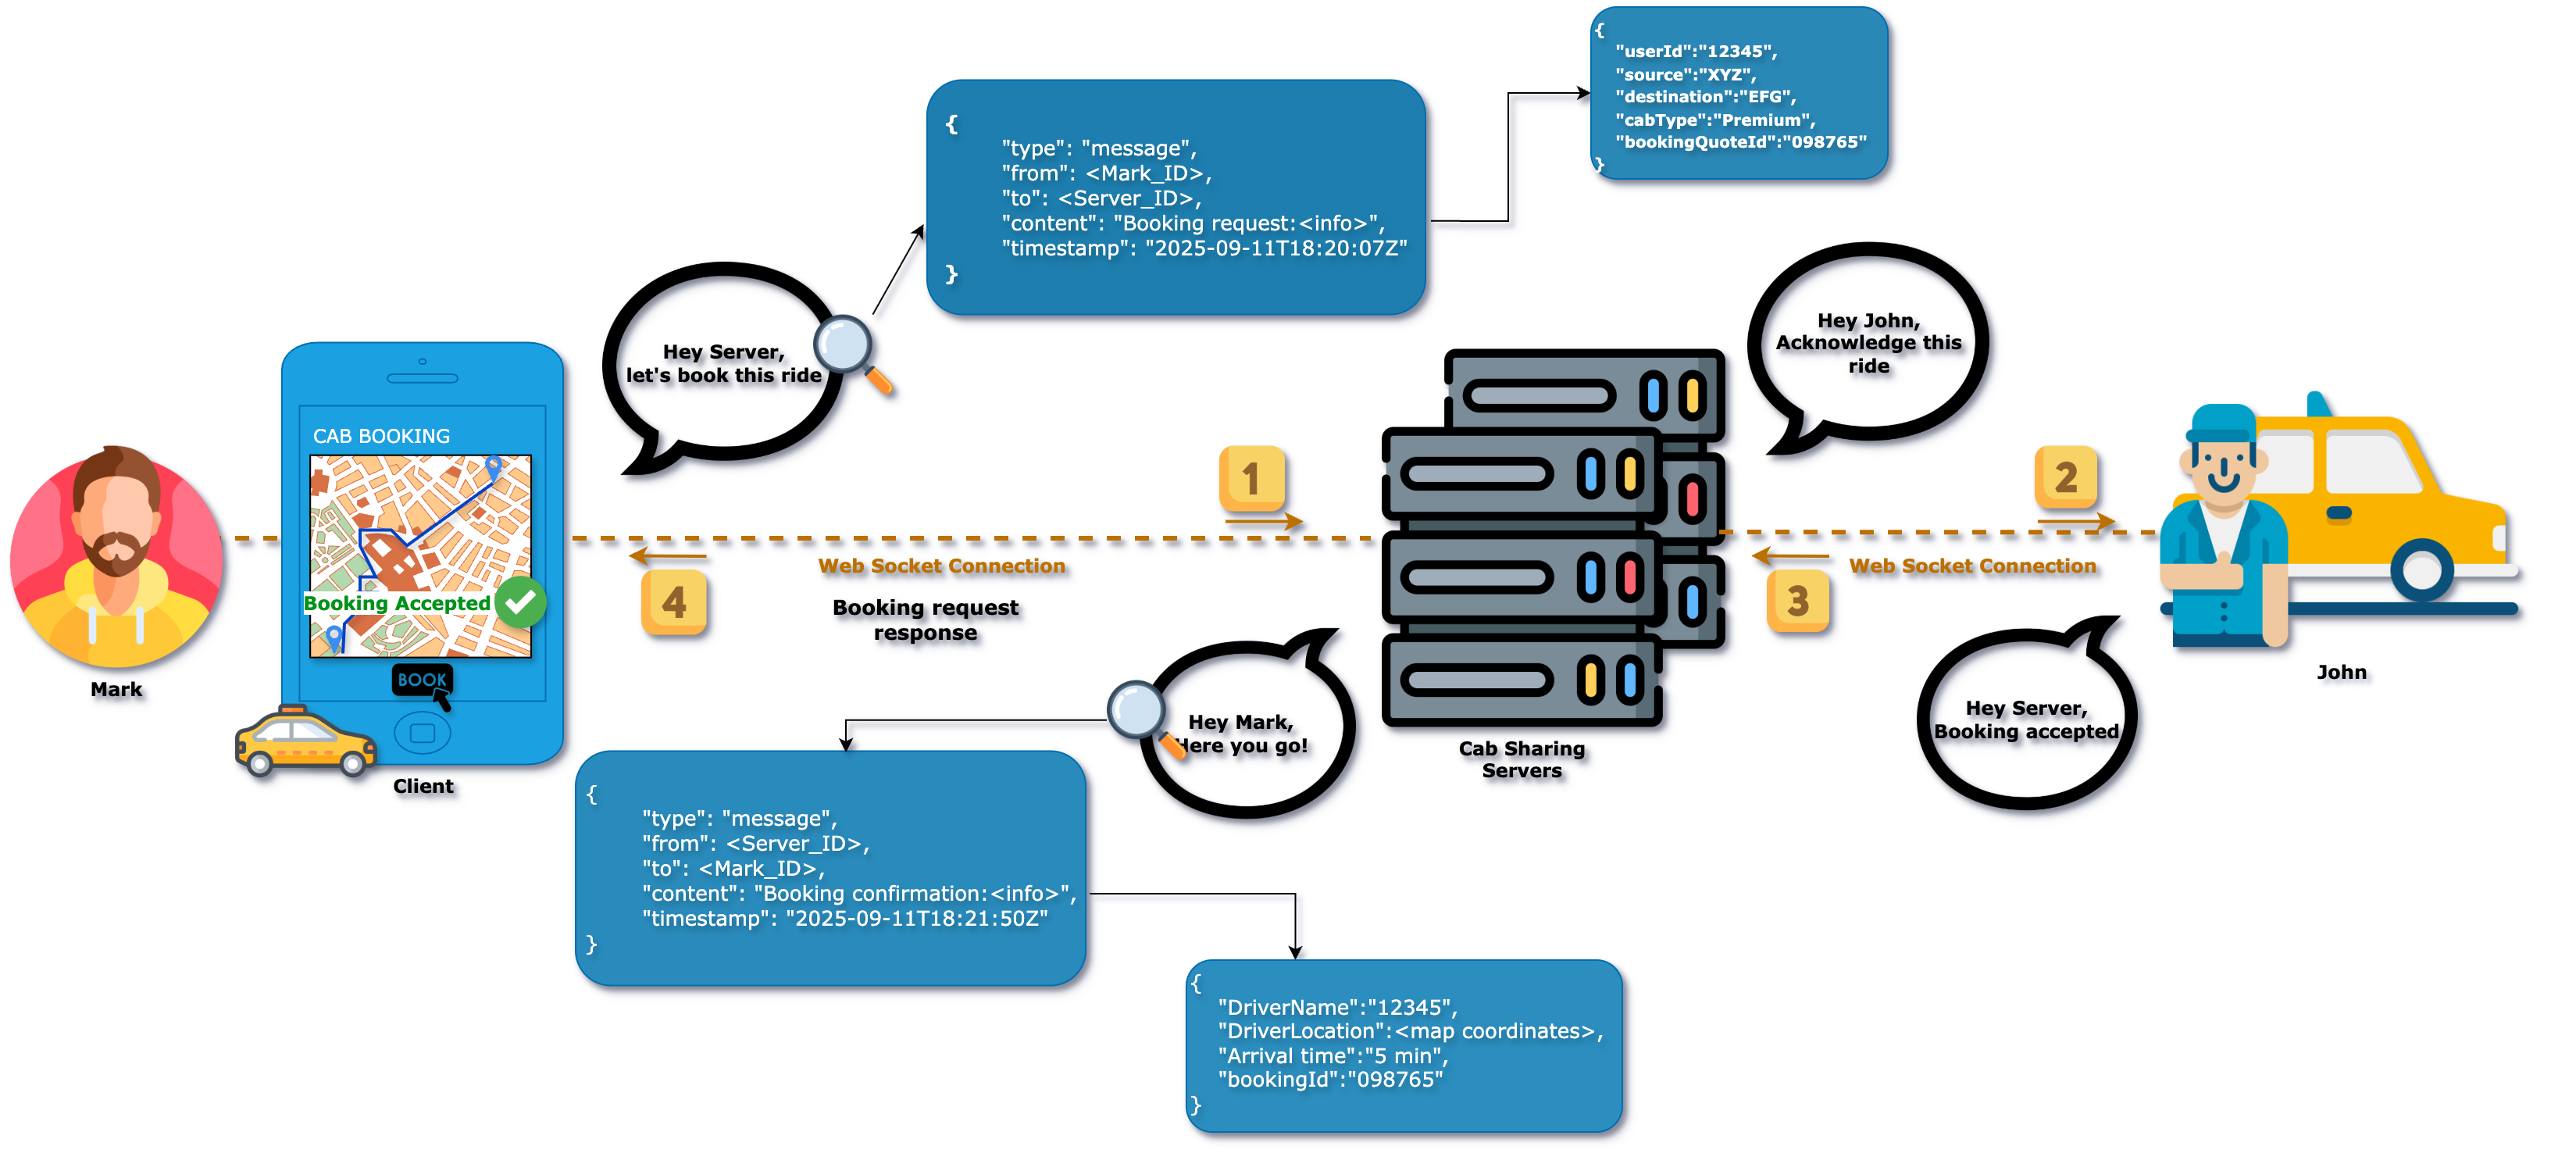 {
"userId":"12345",
"source":"XYZ",
"destination":"EFG",
"cabType":"Premium",
"bookingQuoteId":"098765"
}
{
"type": "message",
"from": <Mark_ID>,
"to": <Server_ID>,
"content": "Booking request:<info>",
"timestamp": "2025-09-11T18:20:07Z"
}
Hey Server,
let's book this ride
Hey John,
Acknowledge this
ride
CAB BOOKING
Booking Accepted
BOOK
Mark
Client
1
2
Web Socket Connection
4
Booking request
response
Web Socket Connection
3
John
Hey Mark,
Here you go!
Cab Sharing
Servers
Hey Server,
Booking accepted
{
"type": "message",
"from": <Server_ID>,
"to": <Mark_ID>,
"content": "Booking confirmation:<info>",
"timestamp": "2025-09-11T18:21:50Z"
}
{
"DriverName":"12345",
"DriverLocation":<map coordinates>,
"Arrival time":"5 min",
"bookingId":"098765"
}